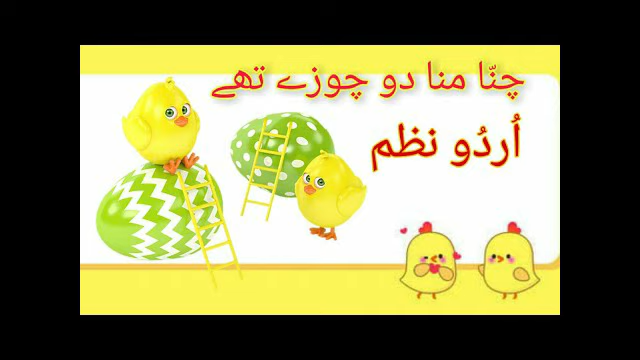 چنّا منا دو چوزے تھے
اُردُو نظم